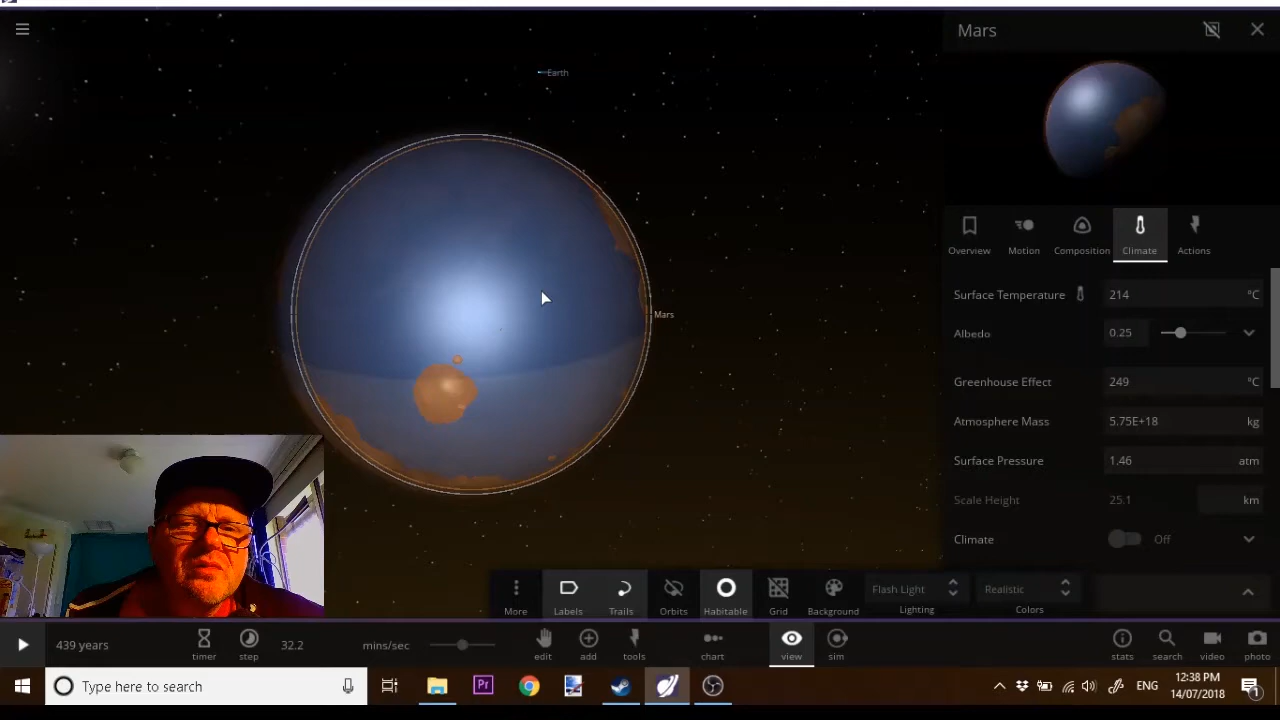 Mars
Earth
Mars
Overview
Motion
Composition
Climate
Actions
Surface Temperature 214 °C
Albedo 0.25
Greenhouse Effect 249 °C
Atmosphere Mass 5.75E+18 kg
Surface Pressure 1.46 atm
Scale Height 25.1 km
Climate Off
More
Labels
Trails
Orbits
Habitable
Grid
Background
Flash Light
Lighting
Realistic
Colors
439 years
timer
step
32.2 mins/sec
edit
add
tools
chart
view
sim
stats
search
video
photo
Type here to search
Pr
ENG
12:38 PM
14/07/2018
1